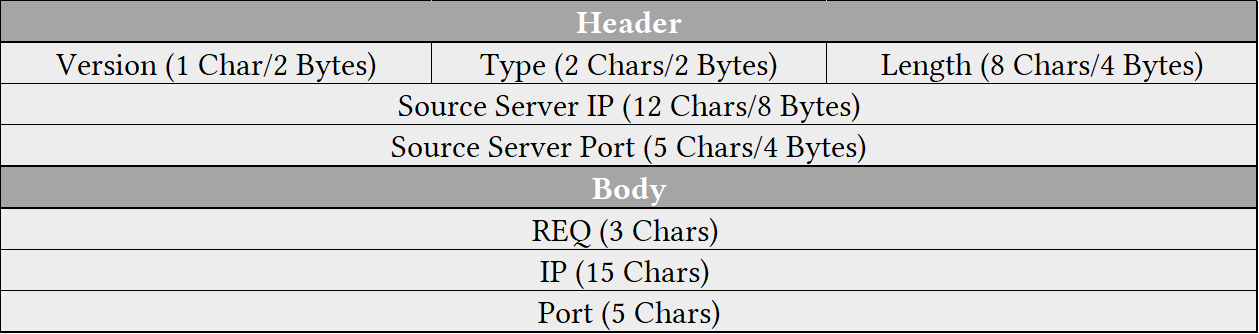 Header
Version (1 Char/2 Bytes) Type (2 Chars/2 Bytes) Length (8 Chars/4 Bytes)
Source Server IP (12 Chars/8 Bytes)
Source Server Port (5 Chars/4 Bytes)
Body
REQ (3 Chars)
IP (15 Chars)
Port (5 Chars)